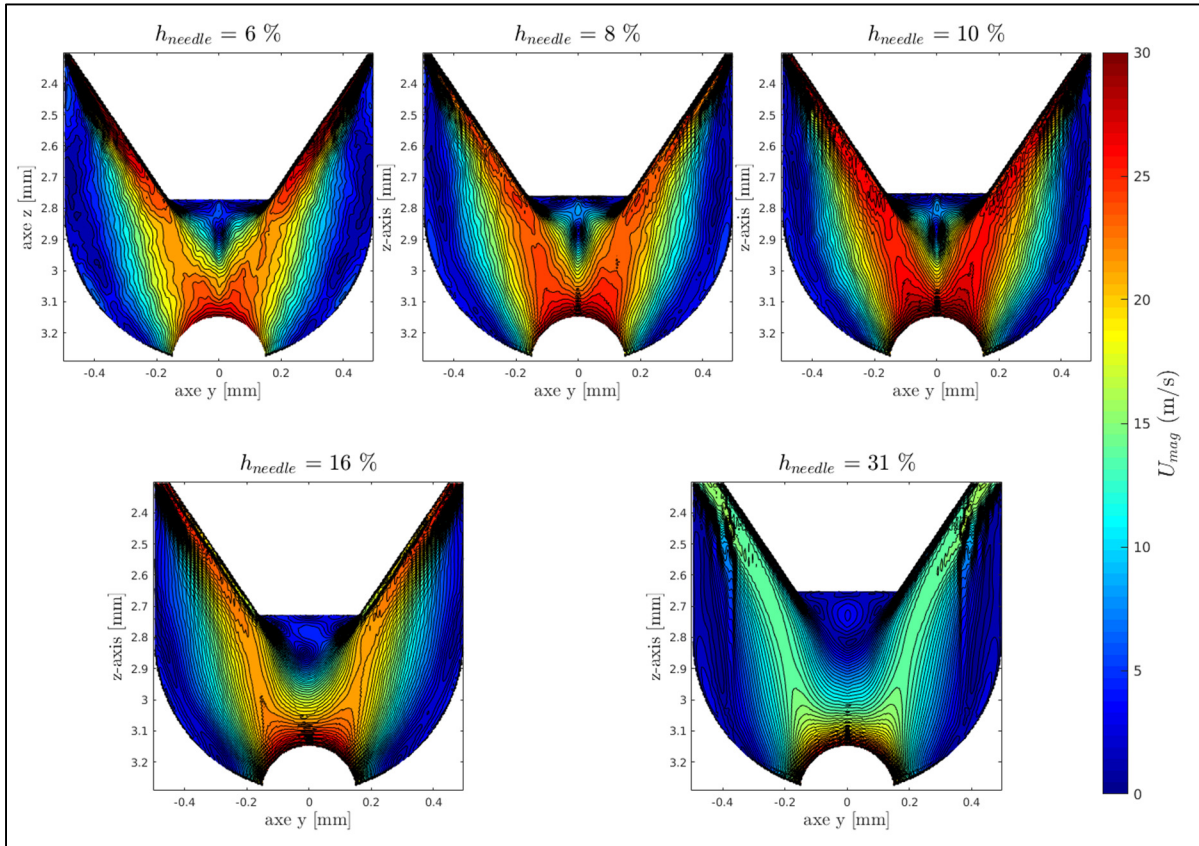 h_needle = 6 %
h_needle = 8 %
h_needle = 10 %
2.4
2.5
2.6
2.7
2.8
2.9
3
3.1
3.2
axe z [mm]
-0.4 -0.2 0 0.2 0.4
axe y [mm]
2.4
2.5
2.6
2.7
2.8
2.9
3
3.1
3.2
z-axis [mm]
-0.4 -0.2 0 0.2 0.4
axe y [mm]
2.4
2.5
2.6
2.7
2.8
2.9
3
3.1
3.2
z-axis [mm]
-0.4 -0.2 0 0.2 0.4
axe y [mm]
h_needle = 16 %
h_needle = 31 %
2.4
2.5
2.6
2.7
2.8
2.9
3
3.1
3.2
z-axis [mm]
-0.4 -0.2 0 0.2 0.4
axe y [mm]
2.4
2.5
2.6
2.7
2.8
2.9
3
3.1
3.2
z-axis [mm]
-0.4 -0.2 0 0.2 0.4
axe y [mm]
30
25
20
15
10
5
0
U_mag (m/s)